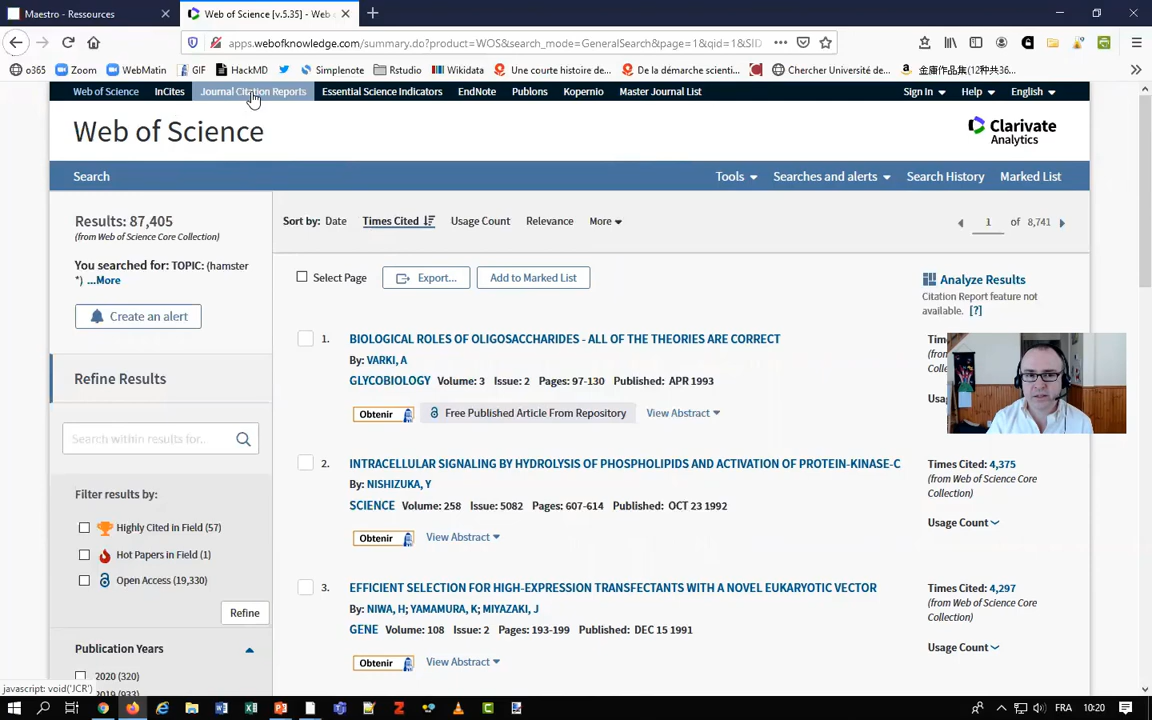 Maestro - Ressources
Web of Science [v.5.35] - Web
apps.webofknowledge.com/summary.do?product=WOS&search_mode=GeneralSearch&page=1&qid=1&SID
o365 Zoom WebMatin GIF HackMD Simplenote Rstudio Wikidata Une courte histoire de... De la démarche scienti... Chercher Université de... 金庫作品集(12种共36...
Web of Science InCites Journal Citation Reports Essential Science Indicators EndNote Publons Kopernio Master Journal List Sign In Help English
Web of Science
Clarivate
Analytics
Search Tools Searches and alerts Search History Marked List
Results: 87,405
(from Web of Science Core Collection)
You searched for: TOPIC: (hamster
*) ...More
Create an alert
Refine Results
Search within results for..
Filter results by:
Highly Cited in Field (57)
Hot Papers in Field (1)
Open Access (19,330)
Refine
Publication Years
2020 (320)
2019 (933)
Sort by: Date Times Cited Usage Count Relevance More
1 of 8,741
Select Page Export... Add to Marked List
Analyze Results
Citation Report feature not
available. [?]
1. BIOLOGICAL ROLES OF OLIGOSACCHARIDES - ALL OF THE THEORIES ARE CORRECT
By: VARKI, A
GLYCOBIOLOGY Volume: 3 Issue: 2 Pages: 97-130 Published: APR 1993
Obtenir Free Published Article From Repository View Abstract
2. INTRACELLULAR SIGNALING BY HYDROLYSIS OF PHOSPHOLIPIDS AND ACTIVATION OF PROTEIN-KINASE-C
By: NISHIZUKA, Y
SCIENCE Volume: 258 Issue: 5082 Pages: 607-614 Published: OCT 23 1992
Obtenir View Abstract
Times Cited: 4,375
(from Web of Science Core
Collection)
Usage Count
3. EFFICIENT SELECTION FOR HIGH-EXPRESSION TRANSFECTANTS WITH A NOVEL EUKARYOTIC VECTOR
By: NIWA, H; YAMAMURA, K; MIYAZAKI, J
GENE Volume: 108 Issue: 2 Pages: 193-199 Published: DEC 15 1991
Obtenir View Abstract
Times Cited: 4,297
(from Web of Science Core
Collection)
Usage Count
javascript: void('JCR')
FRA 10:20